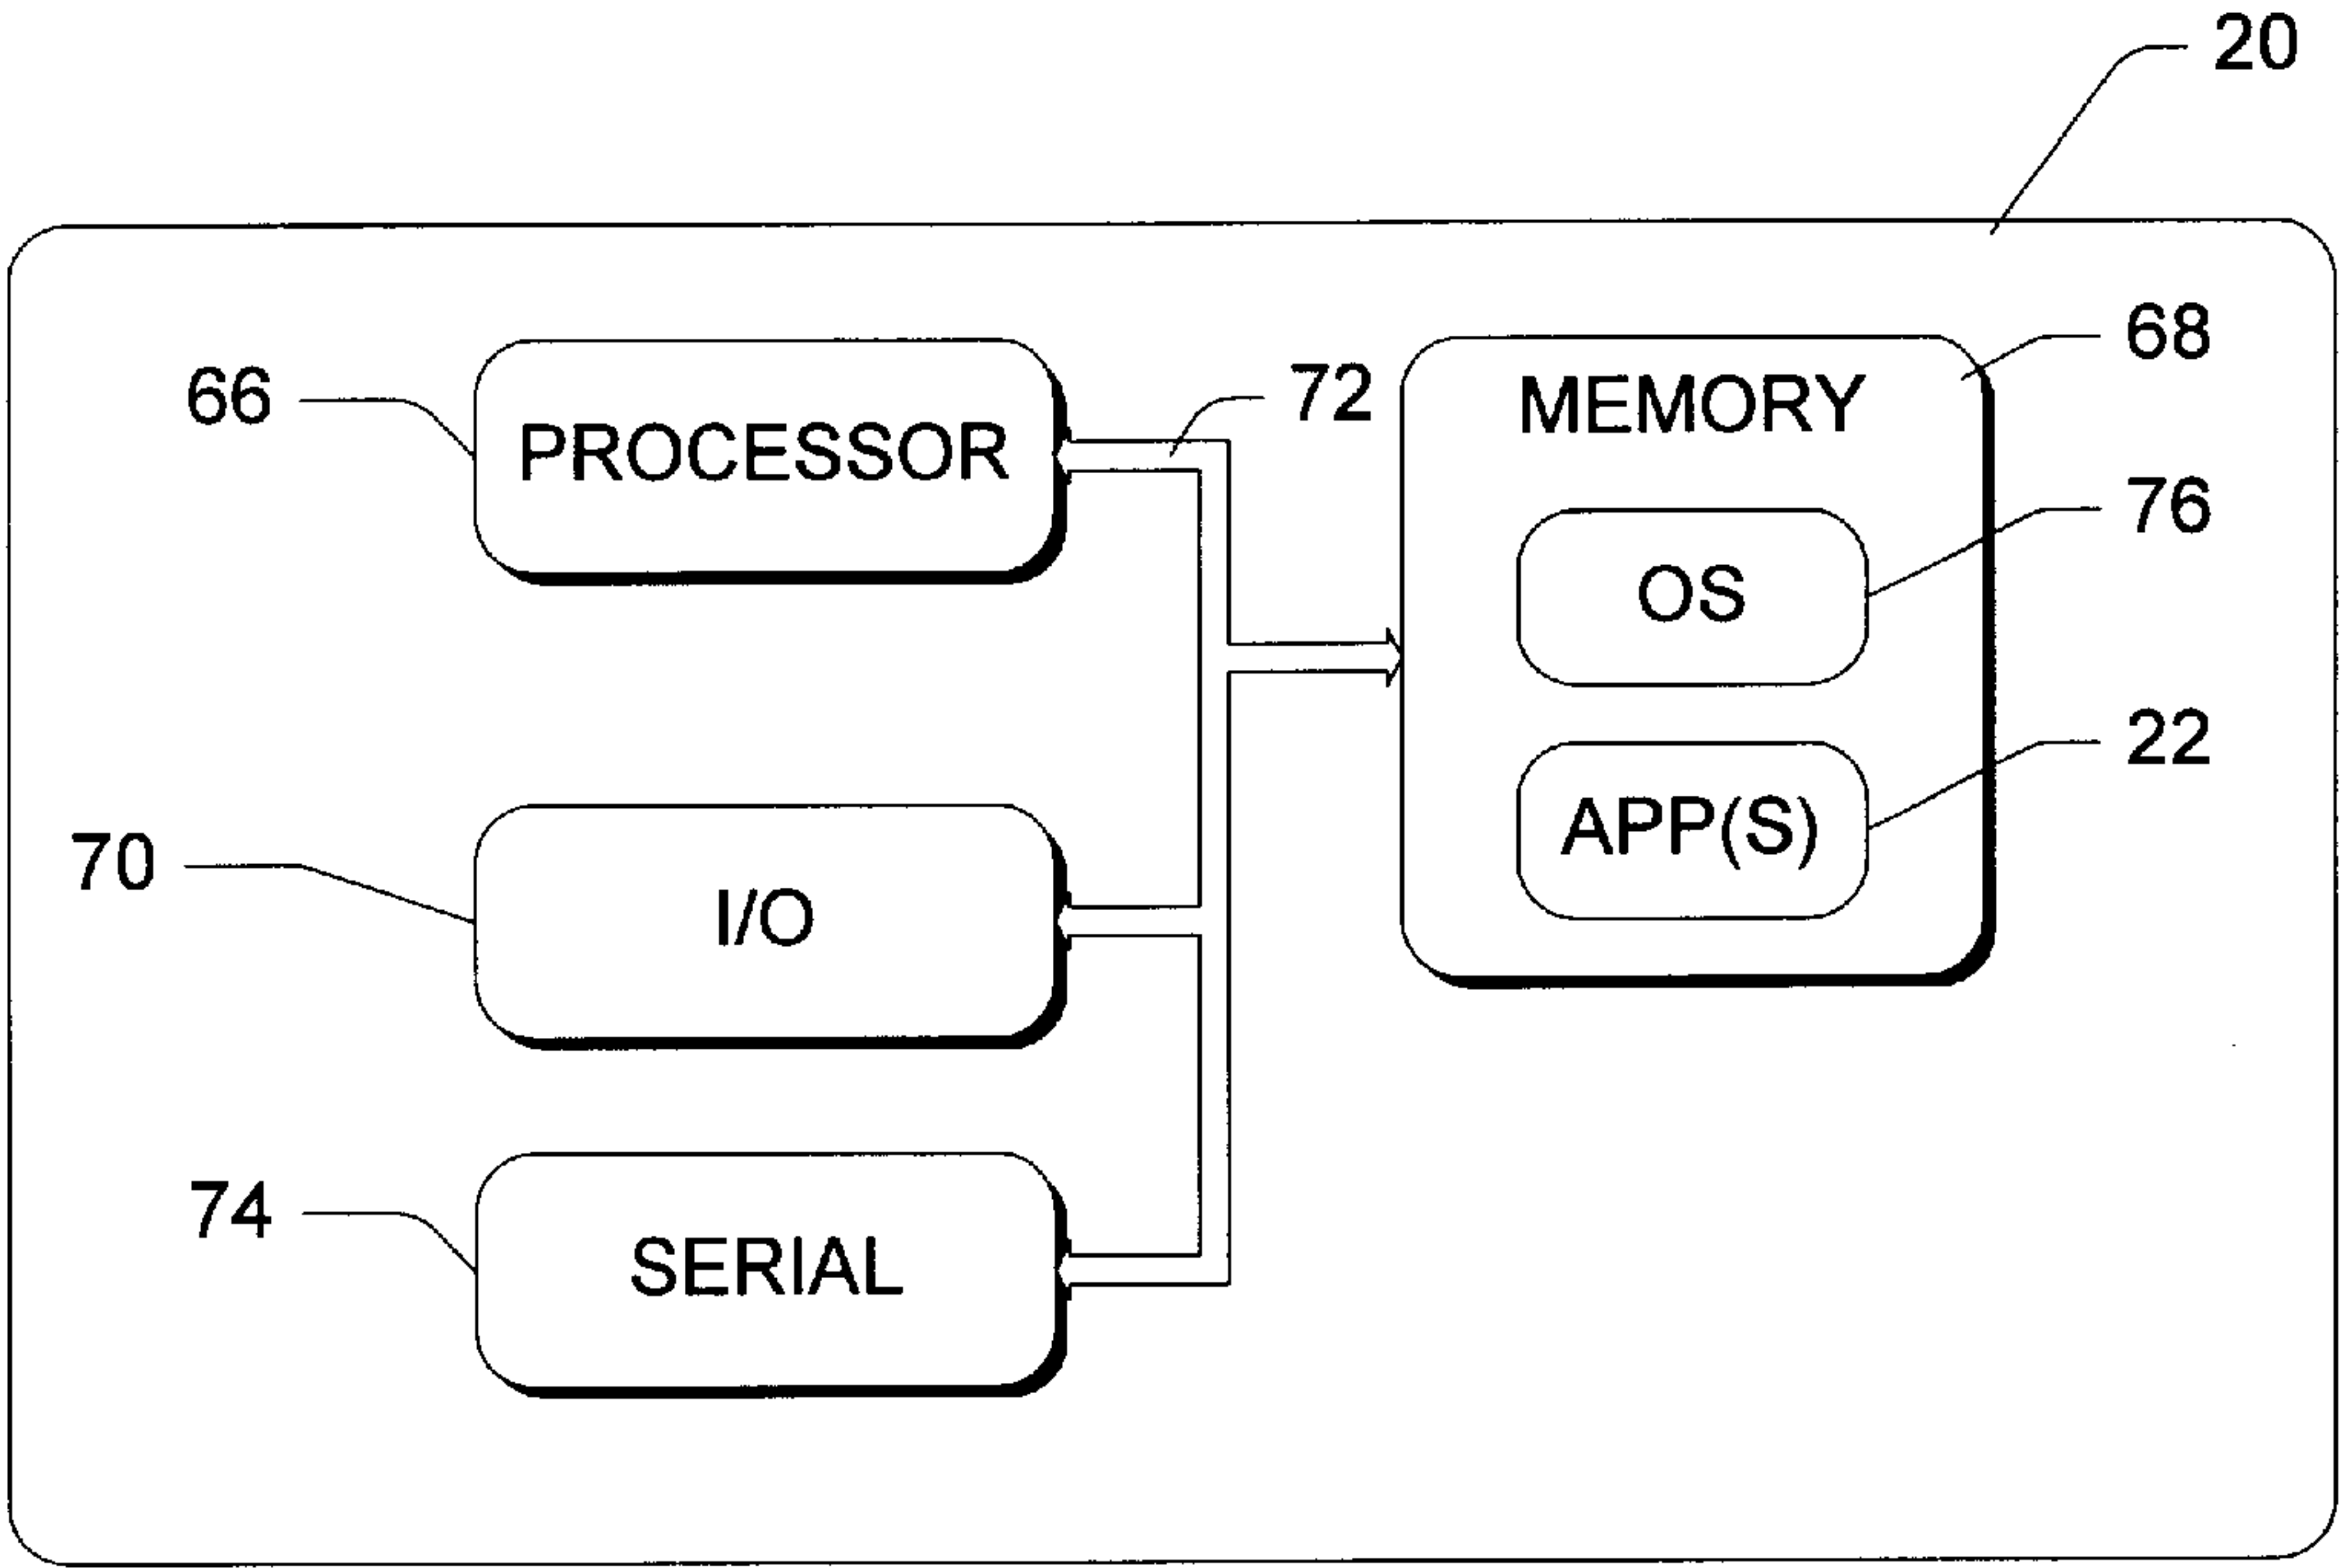 20
68
66
72
MEMORY
PROCESSOR
76
OS
22
APP(S)
70
I/O
74
SERIAL